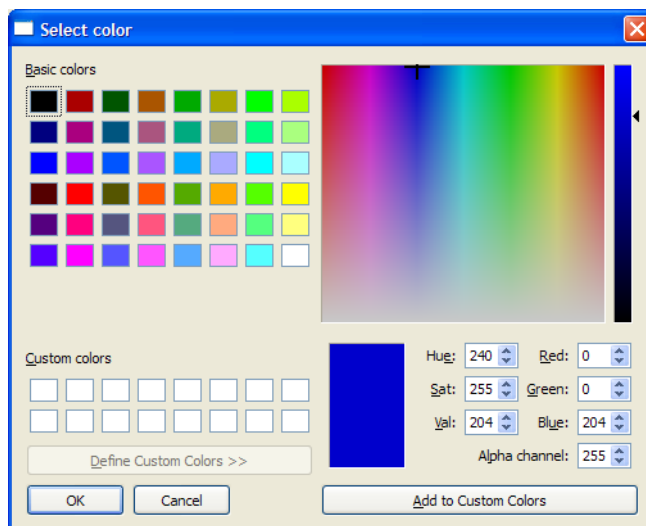 Select color
Basic colors
Custom colors
Define Custom Colors >>
OK Cancel
Hue: 240 Red: 0
Sat: 255 Green: 0
Val: 204 Blue: 204
Alpha channel: 255
Add to Custom Colors